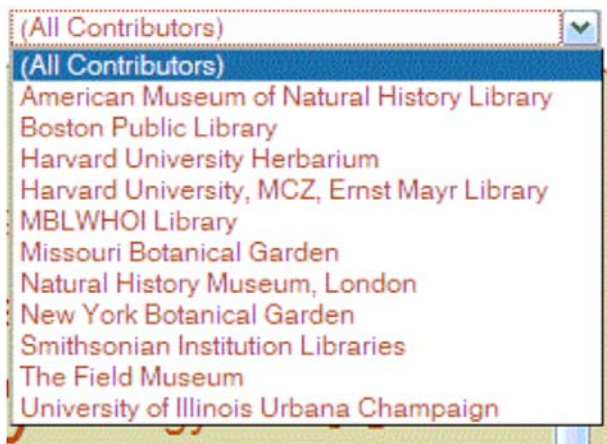 (All Contributors)
(All Contributors)
American Museum of Natural History Library
Boston Public Library
Harvard University Herbarium
Harvard University, MCZ, Ernst Mayr Library
MBLWHOI Library
Missouri Botanical Garden
Natural History Museum, London
New York Botanical Garden
Smithsonian Institution Libraries
The Field Museum
University of Illinois Urbana Champaign